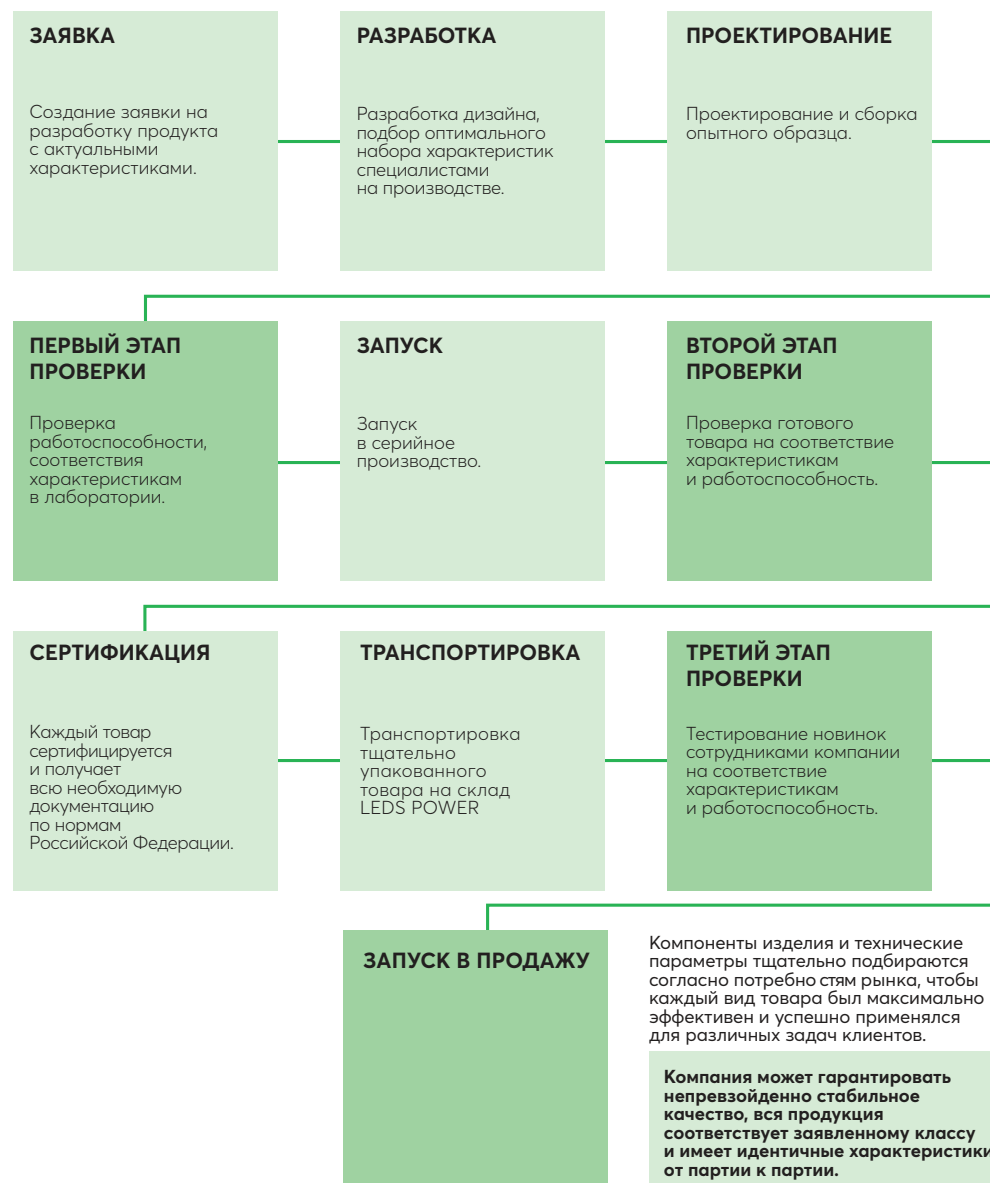 ЗАЯВКА
Создание заявки на
разработку продукта
с актуальными
характеристиками.
РАЗРАБОТКА
Разработка дизайна,
подбор оптимального
набора характеристик
специалистами
на производстве.
ПРОЕКТИРОВАНИЕ
Проектирование и сборка
опытного образца.
ПЕРВЫЙ ЭТАП
ПРОВЕРКИ
Проверка
работоспособности,
соответствия
характеристикам
в лаборатории.
ЗАПУСК
Запуск
в серийное
производство.
ВТОРОЙ ЭТАП
ПРОВЕРКИ
Проверка готового
товара на соответствие
характеристикам
и работоспособность.
СЕРТИФИКАЦИЯ
Каждый товар
сертифицируется
и получает
всю необходимую
документацию
по нормам
Российской Федерации.
ТРАНСПОРТИРОВКА
Транспортировка
тщательно
упакованного
товара на склад
LEDS POWER
ТРЕТИЙ ЭТАП
ПРОВЕРКИ
Тестирование новинок
сотрудниками компании
на соответствие
характеристикам
и работоспособность.
ЗАПУСК В ПРОДАЖУ
Компоненты изделия и технические
параметры тщательно подбираются
согласно потребно стям рынка, чтобы
каждый вид товара был максимально
эффективен и успешно применялся
для различных задач клиентов.
Компания может гарантировать
непревзойденно стабильное
качество, вся продукция
соответствует заявленному классу
и имеет идентичные характеристики
от партии к партии.